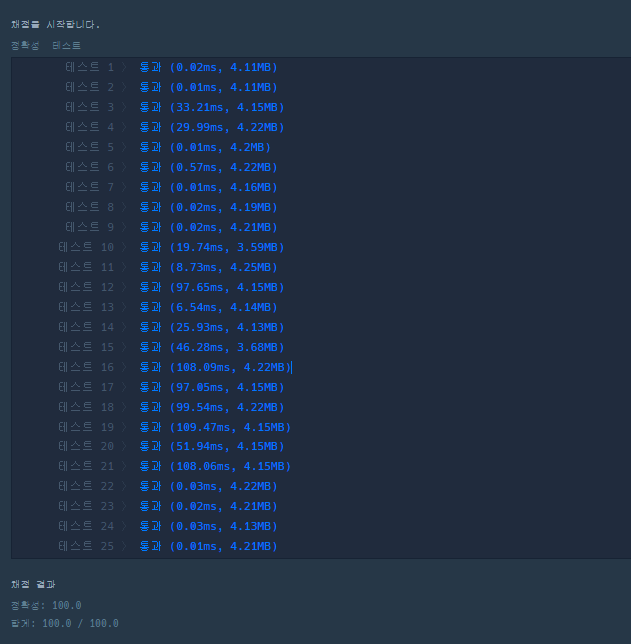 채점을 시작합니다.
정확성 테스트
테스트 1 〉 통과 (0.02ms, 4.11MB)
테스트 2 〉 통과 (0.01ms, 4.11MB)
테스트 3 〉 통과 (33.21ms, 4.15MB)
테스트 4 〉 통과 (29.99ms, 4.22MB)
테스트 5 〉 통과 (0.01ms, 4.2MB)
테스트 6 〉 통과 (0.57ms, 4.22MB)
테스트 7 〉 통과 (0.01ms, 4.16MB)
테스트 8 〉 통과 (0.02ms, 4.19MB)
테스트 9 〉 통과 (0.02ms, 4.21MB)
테스트 10 〉 통과 (19.74ms, 3.59MB)
테스트 11 〉 통과 (8.73ms, 4.25MB)
테스트 12 〉 통과 (97.65ms, 4.15MB)
테스트 13 〉 통과 (6.54ms, 4.14MB)
테스트 14 〉 통과 (25.93ms, 4.13MB)
테스트 15 〉 통과 (46.28ms, 3.68MB)
테스트 16 〉 통과 (108.09ms, 4.22MB)
테스트 17 〉 통과 (97.05ms, 4.15MB)
테스트 18 〉 통과 (99.54ms, 4.22MB)
테스트 19 〉 통과 (109.47ms, 4.15MB)
테스트 20 〉 통과 (51.94ms, 4.15MB)
테스트 21 〉 통과 (108.06ms, 4.15MB)
테스트 22 〉 통과 (0.03ms, 4.22MB)
테스트 23 〉 통과 (0.02ms, 4.21MB)
테스트 24 〉 통과 (0.03ms, 4.13MB)
테스트 25 〉 통과 (0.01ms, 4.21MB)
채점 결과
정확성: 100.0
합계: 100.0 / 100.0